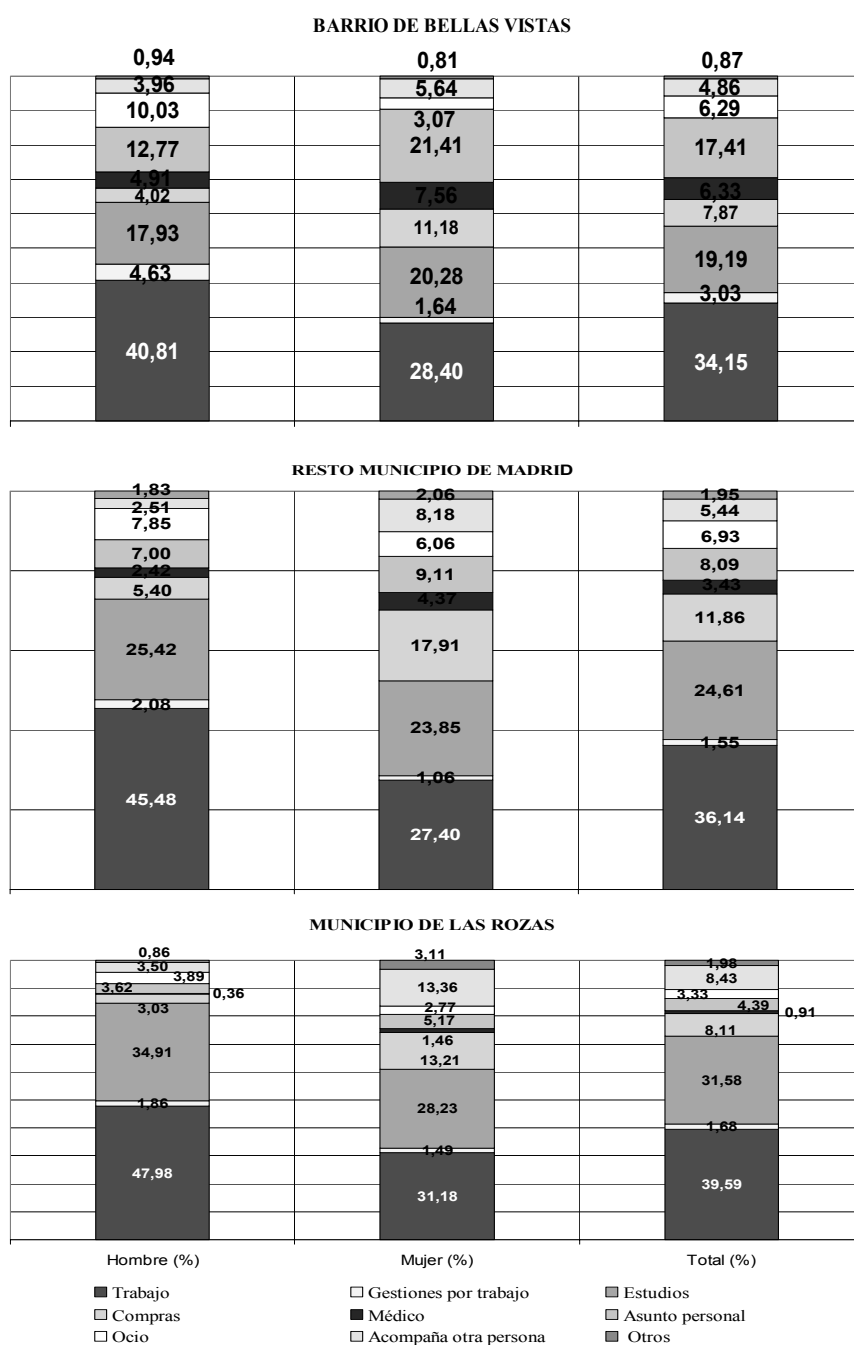 BARRIO DE BELLAS VISTAS
0,94 0,81 0,87
3,96 5,64 4,86
10,03 3,07 6,29
12,77 21,41 17,41
4,91 7,56 6,33
4,02 11,18 7,87
17,93 20,28 19,19
4,63 1,64 3,03
40,81 28,40 34,15
RESTO MUNICIPIO DE MADRID
1,83 2,06 1,95
2,51 8,18 5,44
7,85 6,06 6,93
7,00 9,11 8,09
2,42 4,37 3,43
5,40 17,91 11,86
25,42 23,85 24,61
2,08 1,06 1,55
45,48 27,40 36,14
MUNICIPIO DE LAS ROZAS
0,86 3,11 1,98
3,50 13,36 8,43
3,89 2,77 3,33
3,62 5,17 4,39
0,36 1,46 0,91
3,03 13,21 8,11
34,91 28,23 31,58
1,86 1,49 1,68
47,98 31,18 39,59
Hombre (%) Mujer (%) Total (%)
Trabajo Gestiones por trabajo Estudios
Compras Médico Asunto personal
Ocio Acompaña otra persona Otros